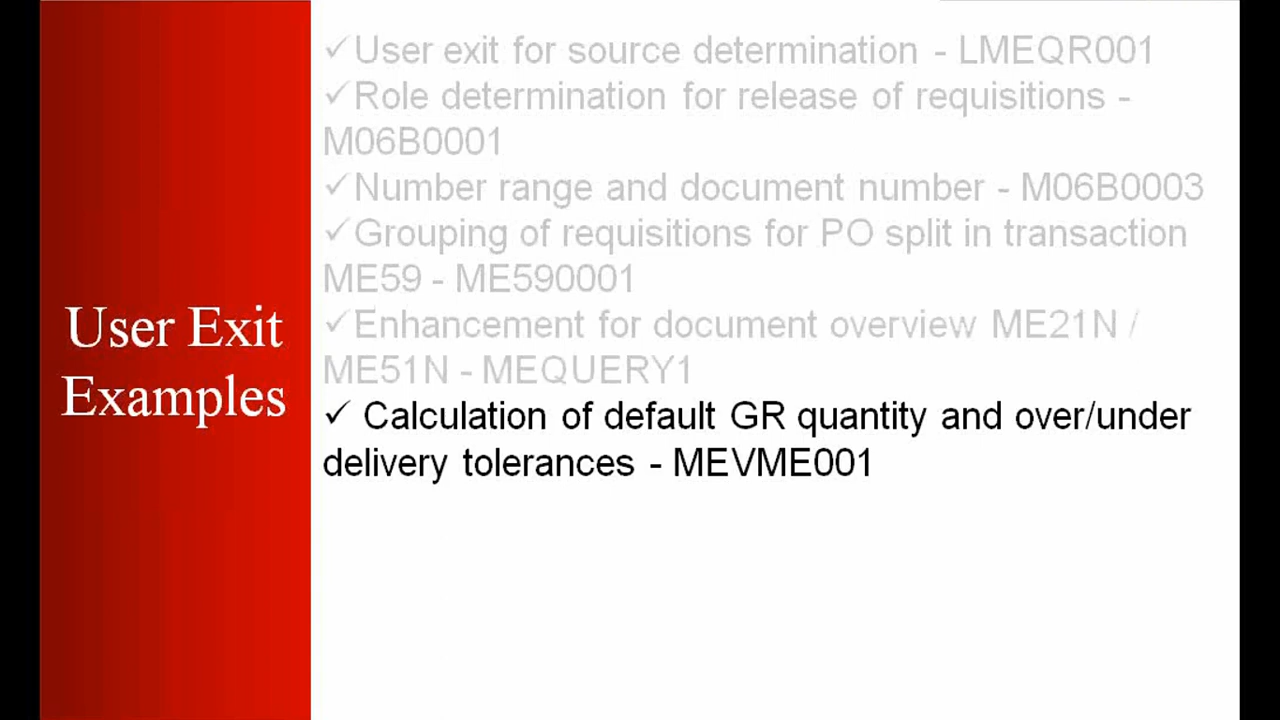 User Exit
Examples
✓User exit for source determination - LMEQR001
✓Role determination for release of requisitions -
M06B0001
✓Number range and document number - M06B0003
✓Grouping of requisitions for PO split in transaction
ME59 - ME590001
✓Enhancement for document overview ME21N /
ME51N - MEQUERY1
✓ Calculation of default GR quantity and over/under
delivery tolerances - MEVME001